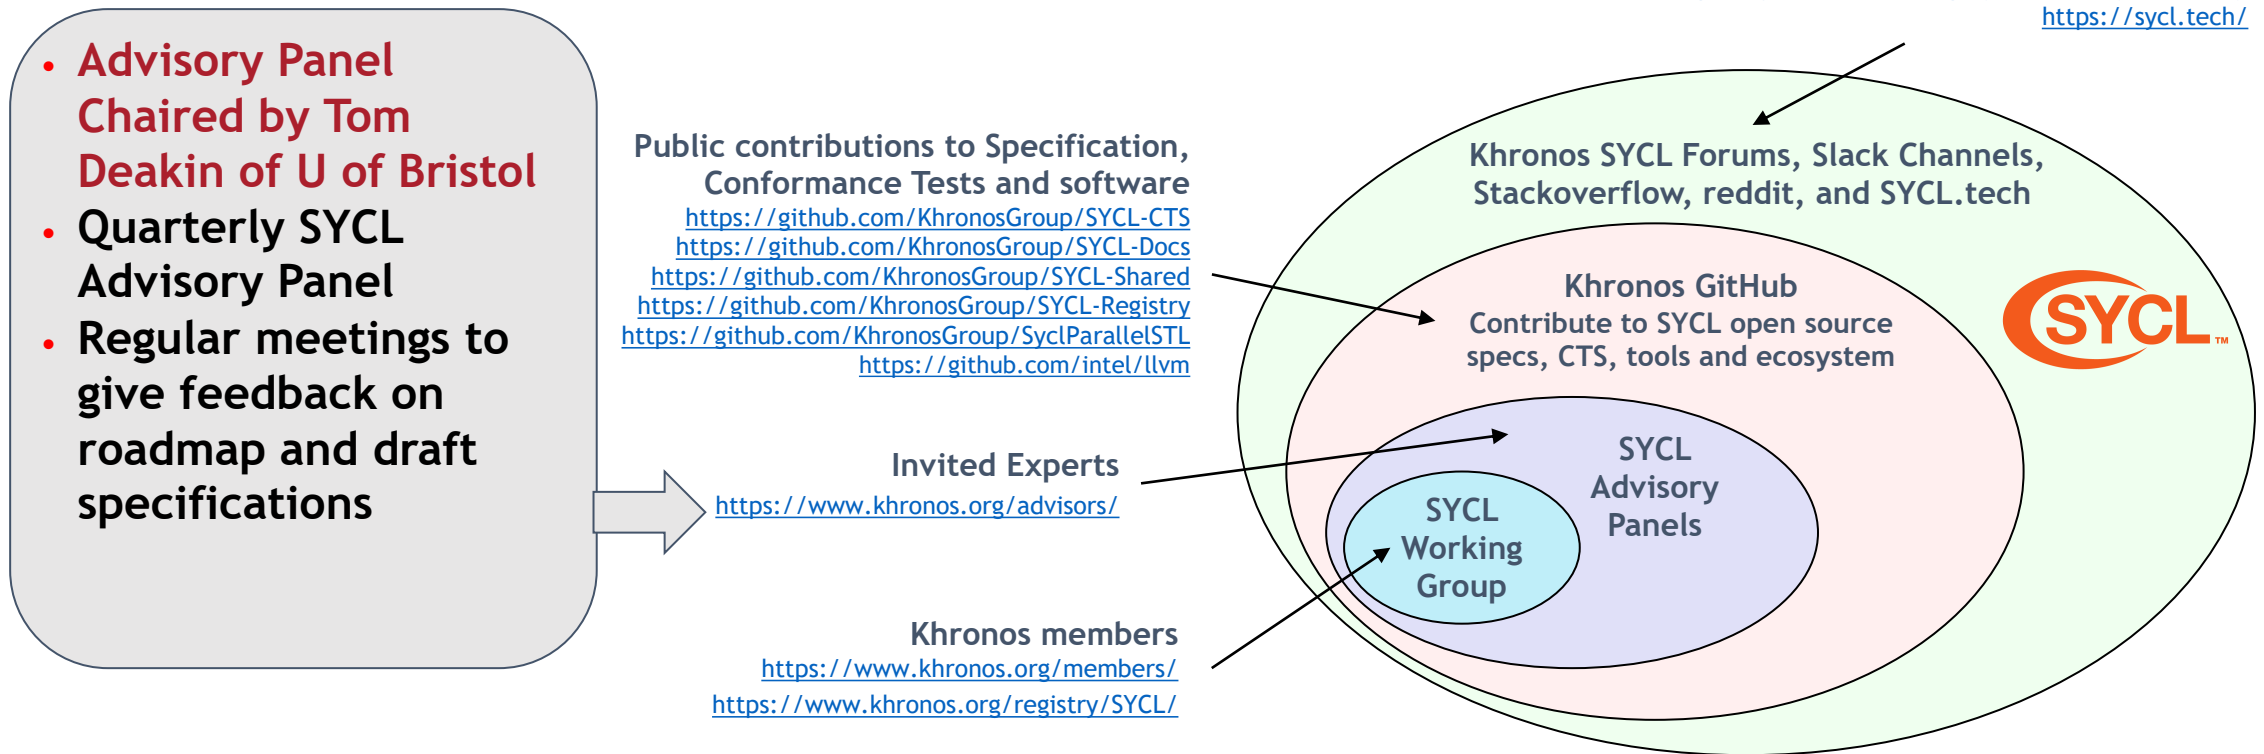 • Advisory Panel
Chaired by Tom
Deakin of U of Bristol
• Quarterly SYCL
Advisory Panel
• Regular meetings to
give feedback on
roadmap and draft
specifications
https://sycl.tech/
Public contributions to Specification,
Conformance Tests and software
https://github.com/KhronosGroup/SYCL-CTS
https://github.com/KhronosGroup/SYCL-Docs
https://github.com/KhronosGroup/SYCL-Shared
https://github.com/KhronosGroup/SYCL-Registry
https://github.com/KhronosGroup/SyclParallelSTL
https://github.com/intel/llvm
Invited Experts
https://www.khronos.org/advisors/
Khronos members
https://www.khronos.org/members/
https://www.khronos.org/registry/SYCL/
Khronos SYCL Forums, Slack Channels,
Stackoverflow, reddit, and SYCL.tech
Khronos GitHub
Contribute to SYCL open source
specs, CTS, tools and ecosystem
SYCL
Advisory
Panels
SYCL
Working
Group
SYCL™